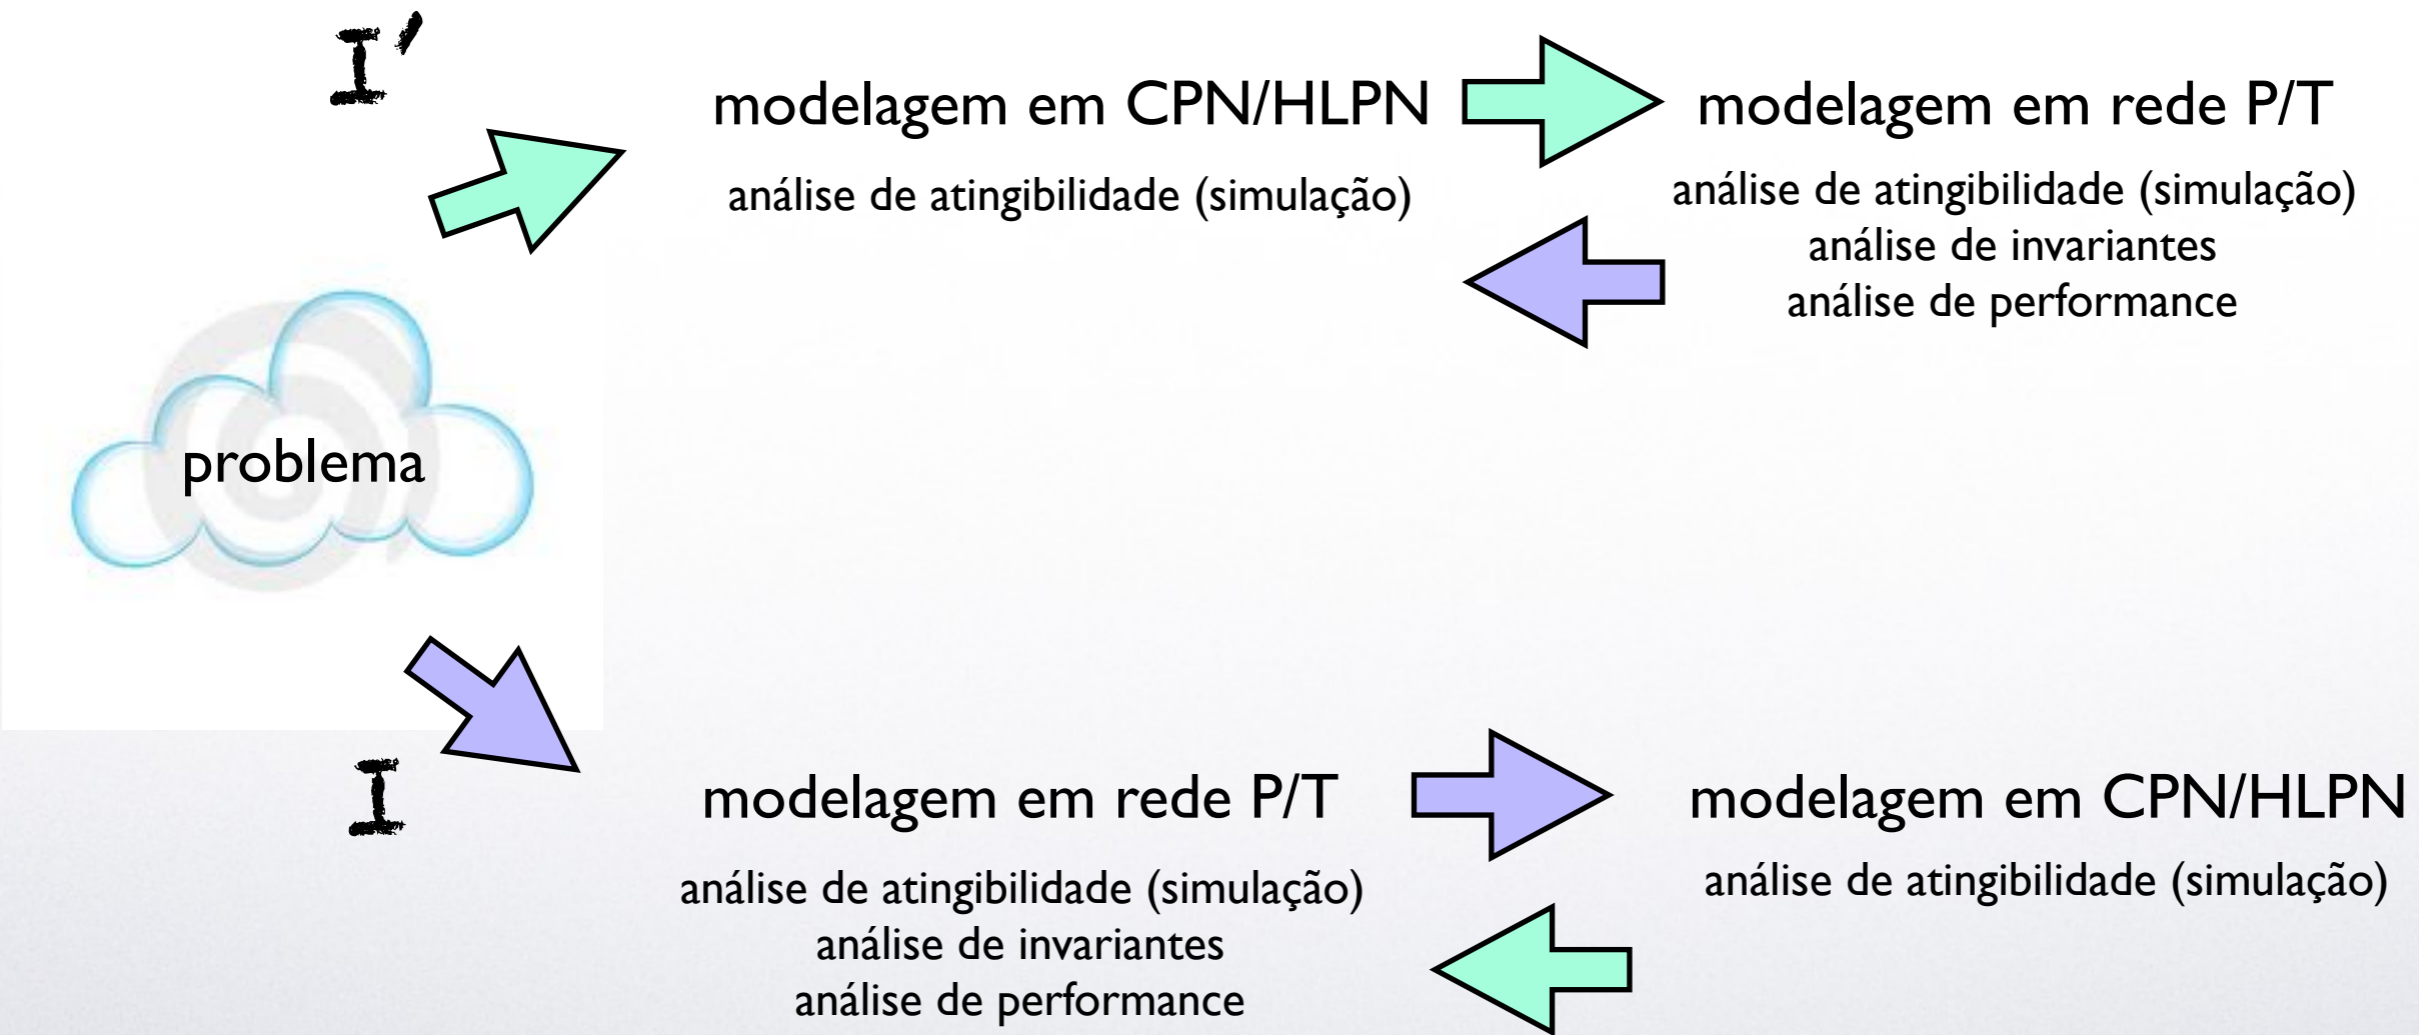 I'
modelagem em CPN/HLPN
análise de atingibilidade (simulação)
modelagem em rede P/T
análise de atingibilidade (simulação)
análise de invariantes
análise de performance
problema
I
modelagem em rede P/T
análise de atingibilidade (simulação)
análise de invariantes
análise de performance
modelagem em CPN/HLPN
análise de atingibilidade (simulação)